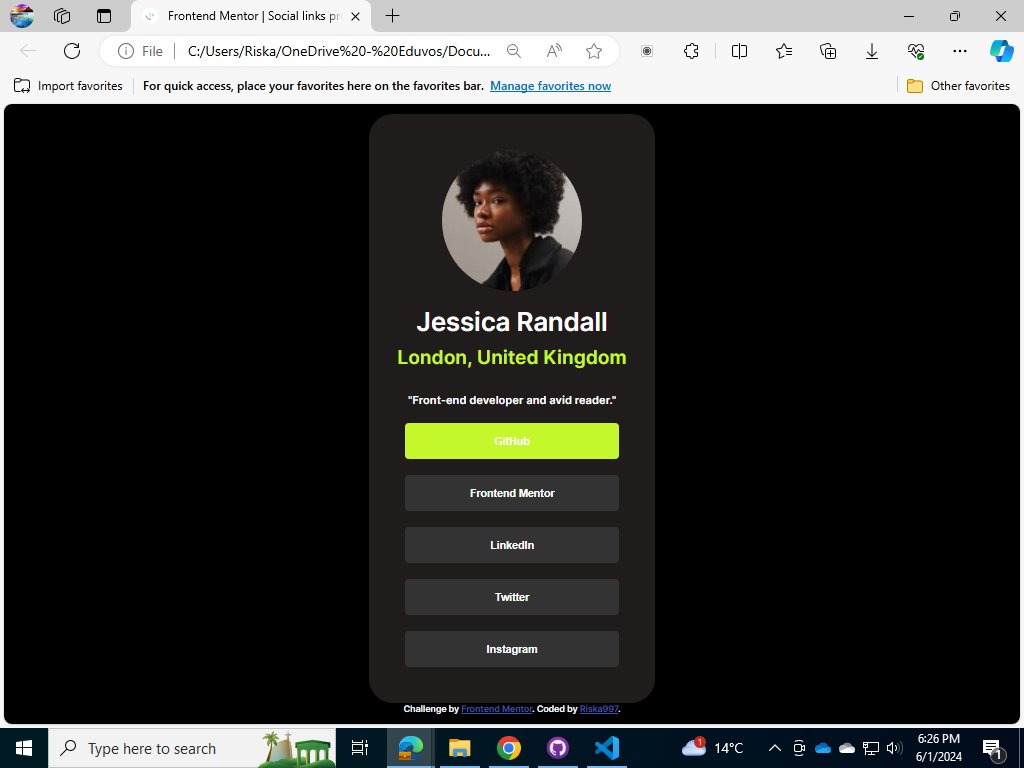 Frontend Mentor | Social links pr
File
C:/Users/Riska/OneDrive%20-%20Eduvos/Docu...
Import favorites
For quick access, place your favorites here on the favorites bar. Manage favorites now
Other favorites
Jessica Randall
London, United Kingdom
"Front-end developer and avid reader."
GitHub
Frontend Mentor
LinkedIn
Twitter
Instagram
Challenge by Frontend Mentor. Coded by Riska997.
Type here to search
1
14°C
6:26 PM
6/1/2024
1